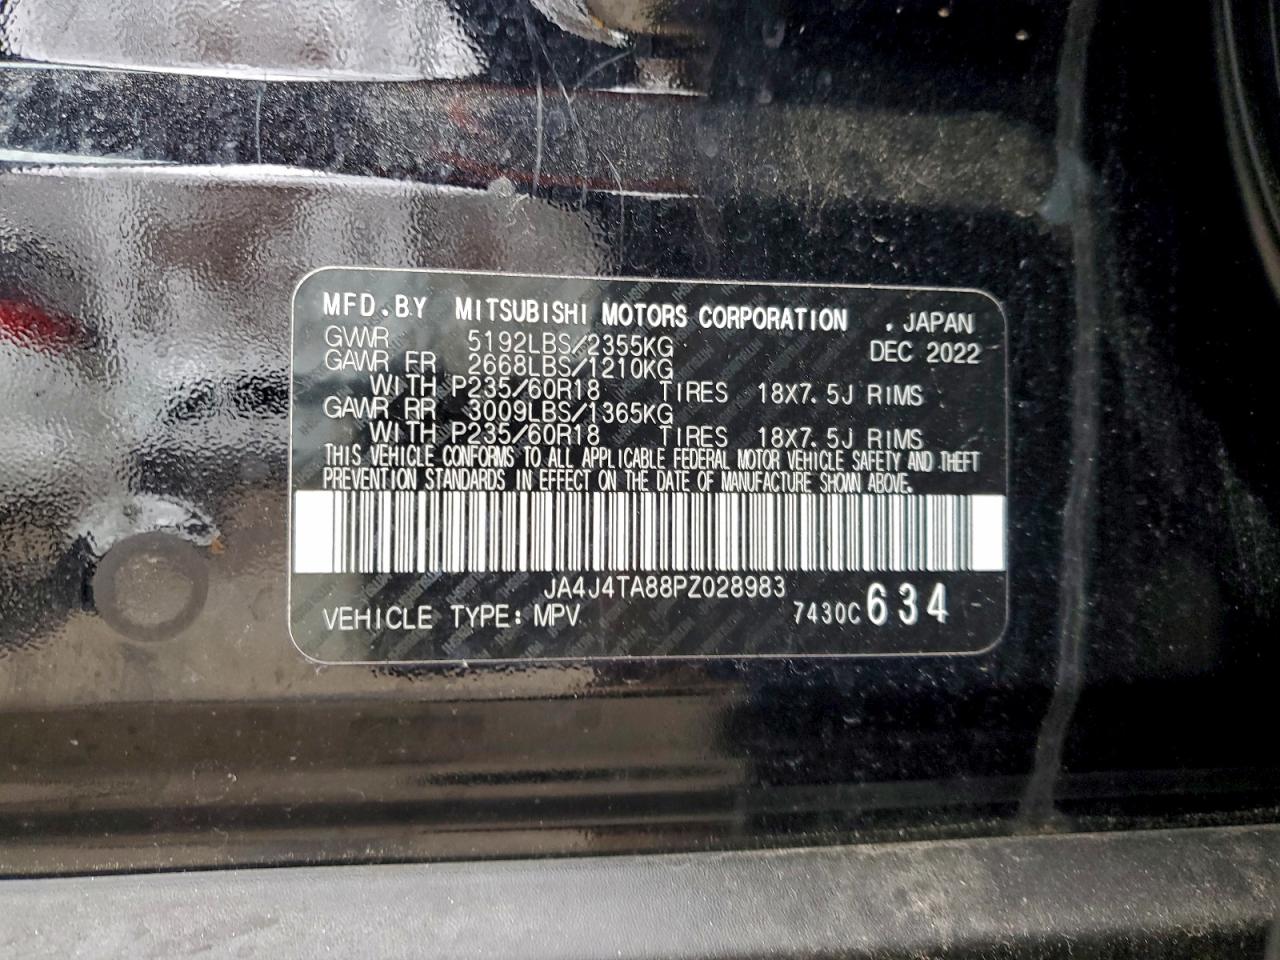 MFD.BY MITSUBISHI MOTORS CORPORATION . JAPAN
GVWR 5192LBS/2355KG DEC 2022
GAWR FR 2668LBS/1210KG
WITH P235/60R18 TIRES 18X7.5J RIMS
GAWR RR 3009LBS/1365KG
WITH P235/60R18 TIRES 18X7.5J RIMS
THIS VEHICLE CONFORMS TO ALL APPLICABLE FEDERAL MOTOR VEHICLE SAFETY AND THEFT
PREVENTION STANDARDS IN EFFECT ON THE DATE OF MANUFACTURE SHOWN ABOVE.
JA4J4TA88PZ028983
VEHICLE TYPE: MPV 7430C 634